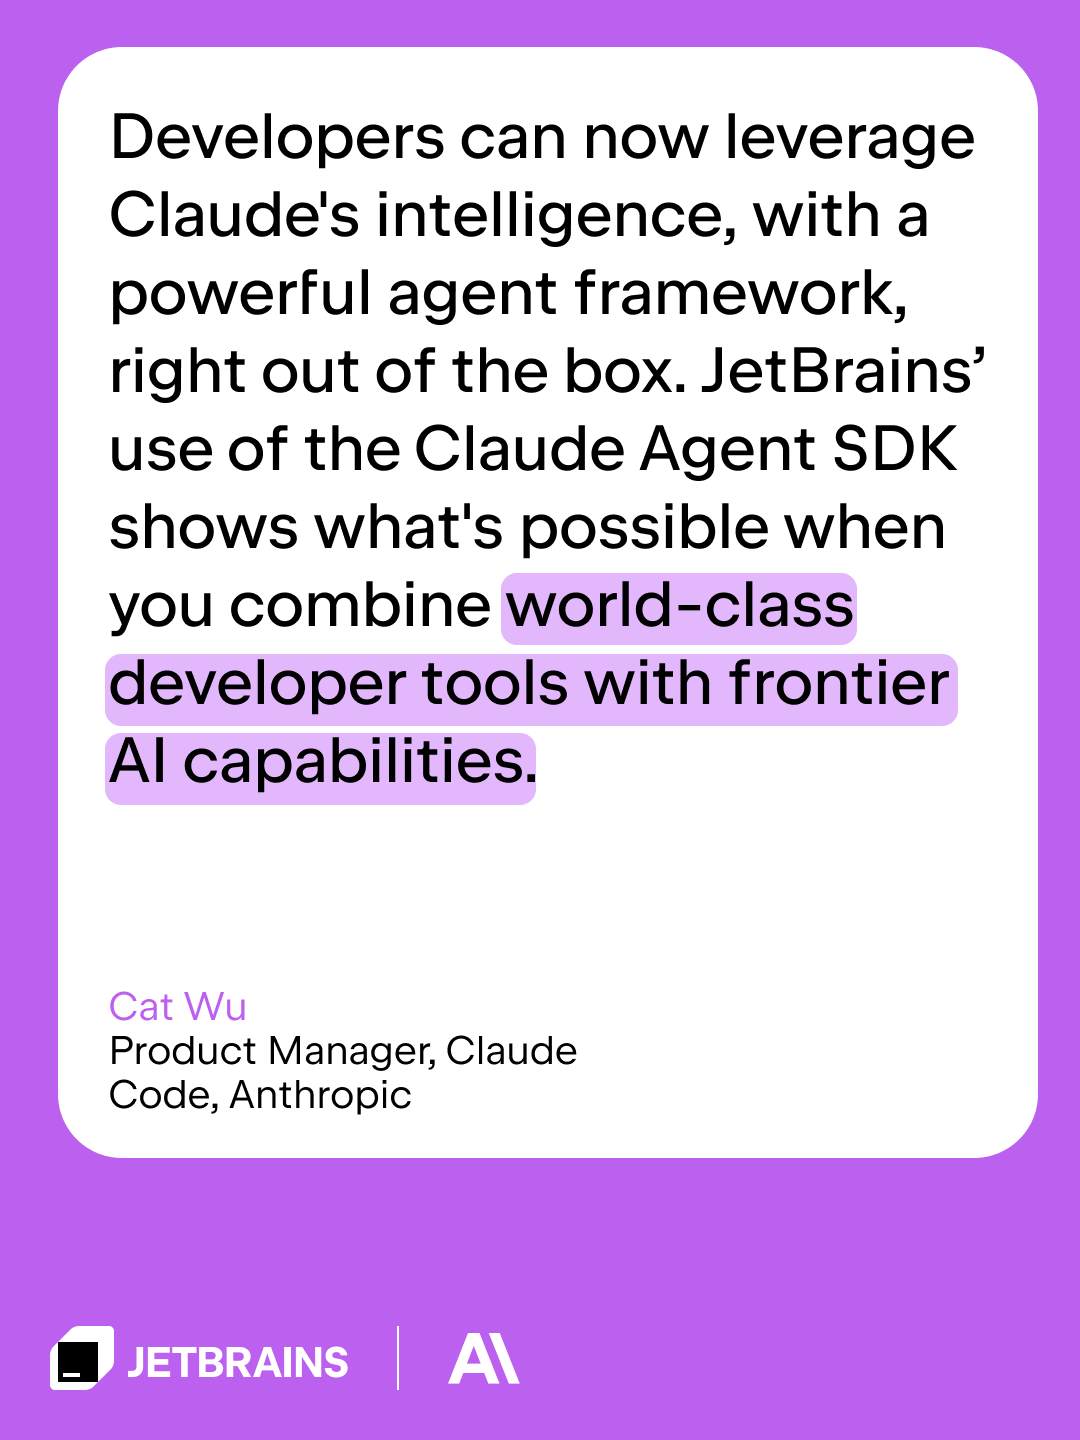 Developers can now leverage
Claude's intelligence, with a
powerful agent framework,
right out of the box. JetBrains’
use of the Claude Agent SDK
shows what's possible when
you combine world-class
developer tools with frontier
AI capabilities.
Cat Wu
Product Manager, Claude
Code, Anthropic
JETBRAINS